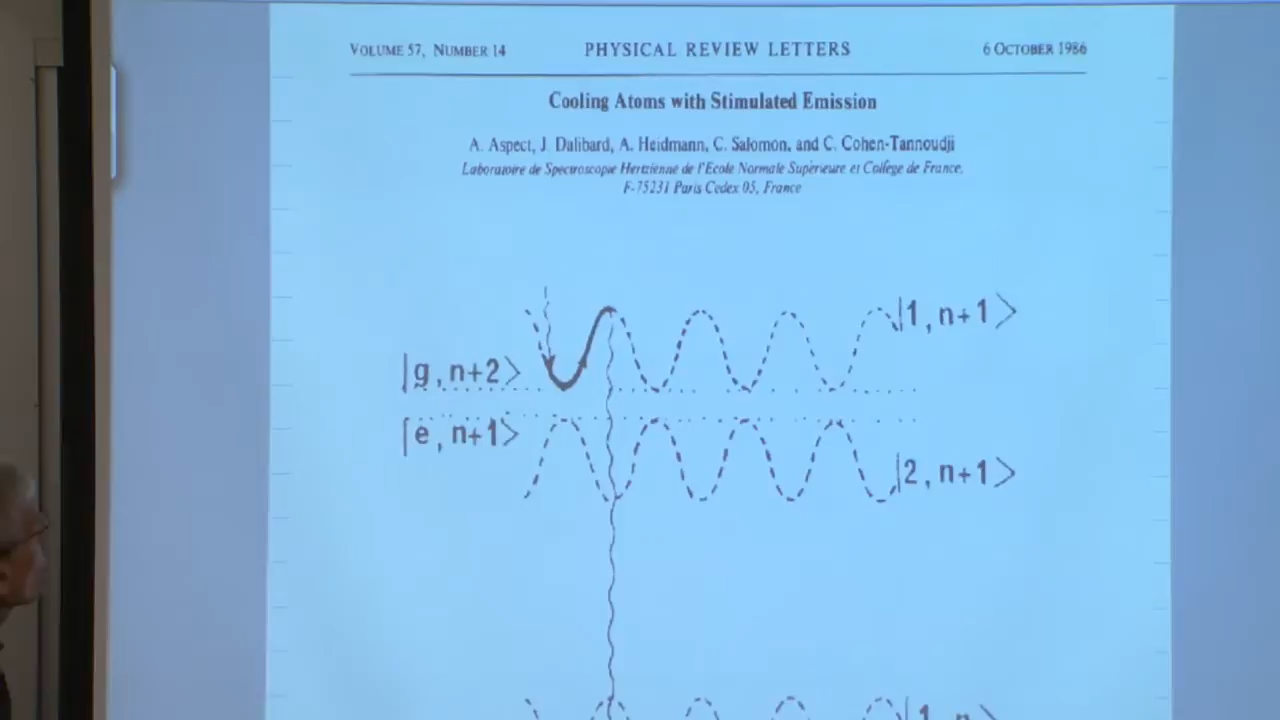 VOLUME 57, NUMBER 14 PHYSICAL REVIEW LETTERS 6 OCTOBER 1986
Cooling Atoms with Stimulated Emission
A. Aspect, J. Dalibard, A. Heidmann, C. Salomon, and C. Cohen-Tannoudji
Laboratoire de Spectroscopie Hertzienne de l'Ecole Normale Supérieure et Collège de France,
F-75231 Paris Cedex 05, France
|1, n+1⟩
|g, n+2⟩
|e, n+1⟩
|2, n+1⟩
|1, n⟩